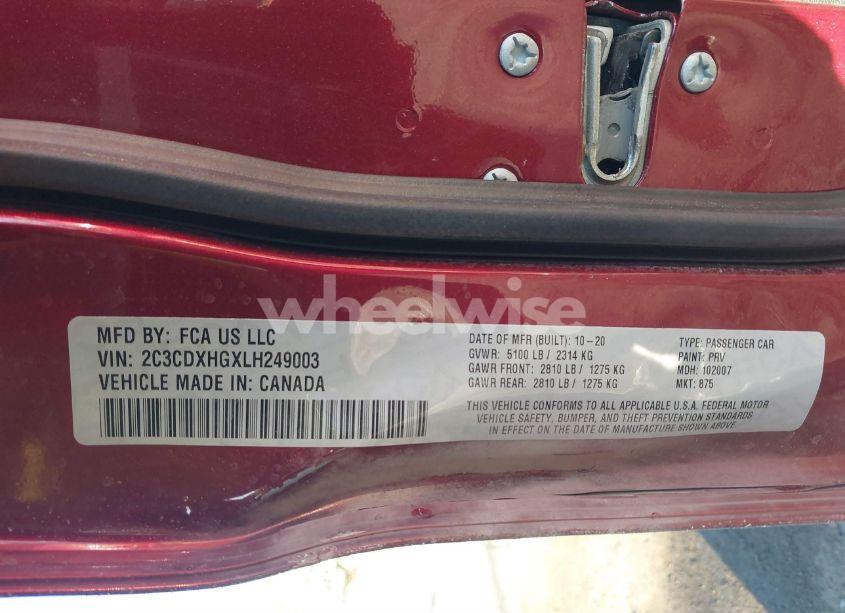 wheelwise
MFD BY: FCA US LLC
VIN: 2C3CDXHGXLH249003
VEHICLE MADE IN: CANADA
DATE OF MFR (BUILT): 10-20
GVWR: 5100 LB / 2314 KG
GAWR FRONT: 2810 LB / 1275 KG
GAWR REAR: 2810 LB / 1275 KG
TYPE: PASSENGER CAR
PAINT: PRV
MDH: 102007
MKT: 875
THIS VEHICLE CONFORMS TO ALL APPLICABLE U.S.A. FEDERAL MOTOR
VEHICLE SAFETY, BUMPER, AND THEFT PREVENTION STANDARDS
IN EFFECT ON THE DATE OF MANUFACTURE SHOWN ABOVE.